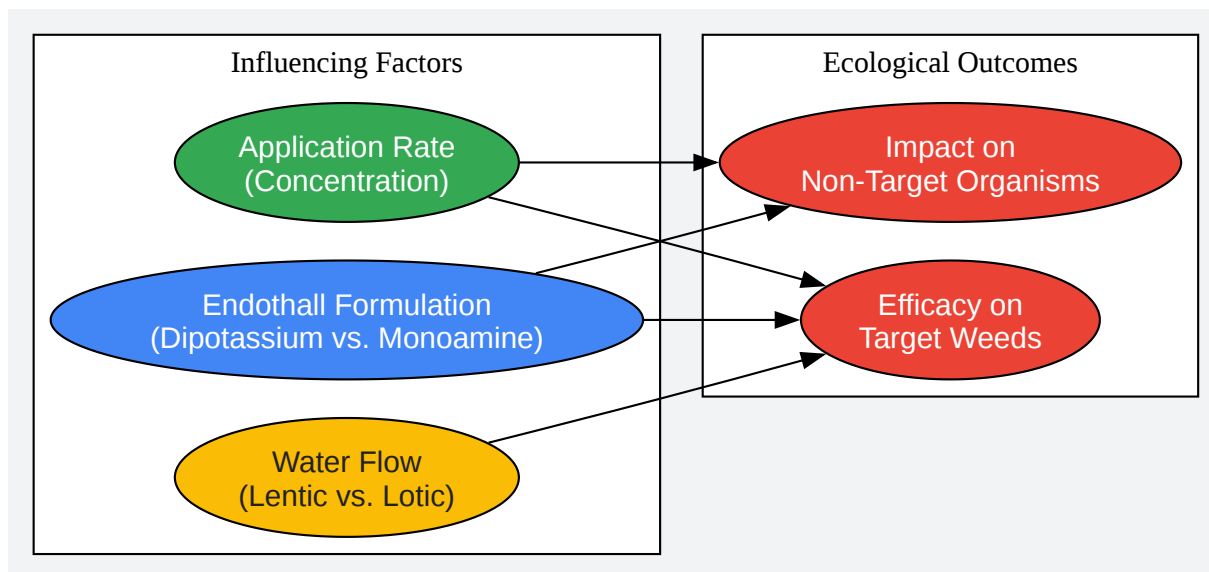 Influencing Factors
Application Rate
(Concentration)
Endothall Formulation
(Dipotassium vs. Monoamine)
Water Flow
(Lentic vs. Lotic)
Ecological Outcomes
Impact on
Non-Target Organisms
Efficacy on
Target Weeds